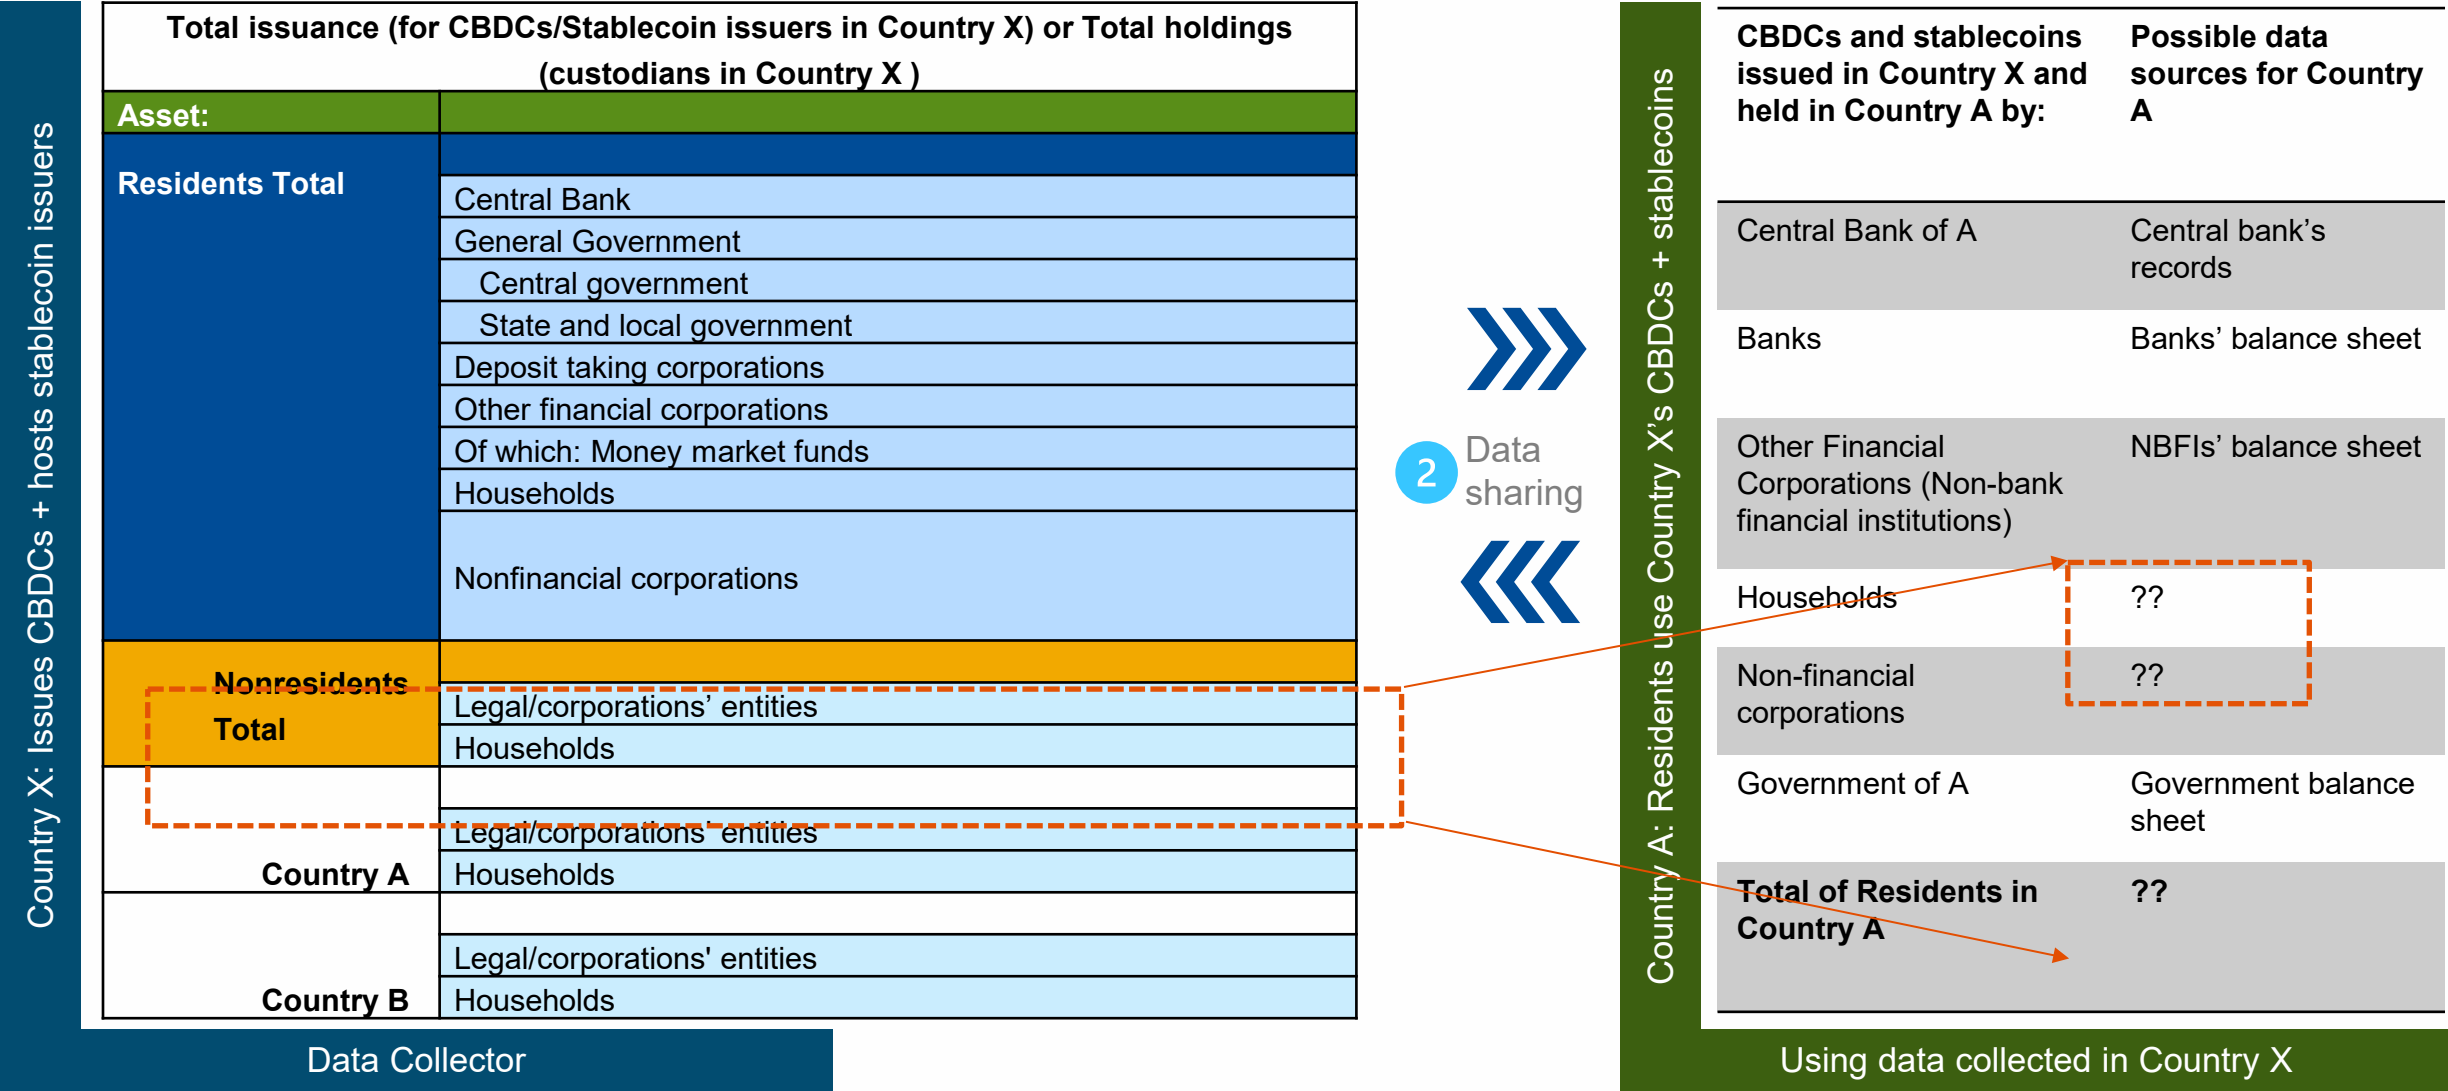 Country X: Issues CBDCs + hosts stablecoin issuers
Total issuance (for CBDCs/Stablecoin issuers in Country X) or Total holdings
(custodians in Country X )
Asset:
Residents Total
Central Bank
General Government
Central government
State and local government
Deposit taking corporations
Other financial corporations
Of which: Money market funds
Households
Nonfinancial corporations
Nonresidents
Total
Legal/corporations’ entities
Households
Country A
Legal/corporations’ entities
Households
Country B
Legal/corporations' entities
Households
Data Collector
2
Data
sharing
Country A: Residents use Country X’s CBDCs + stablecoins
CBDCs and stablecoins
issued in Country X and
held in Country A by:
Possible data
sources for Country
A
Central Bank of A
Central bank’s
records
Banks
Banks’ balance sheet
Other Financial
Corporations (Non-bank
financial institutions)
NBFIs’ balance sheet
Households
??
Non-financial
corporations
??
Government of A
Government balance
sheet
Total of Residents in
Country A
??
Using data collected in Country X